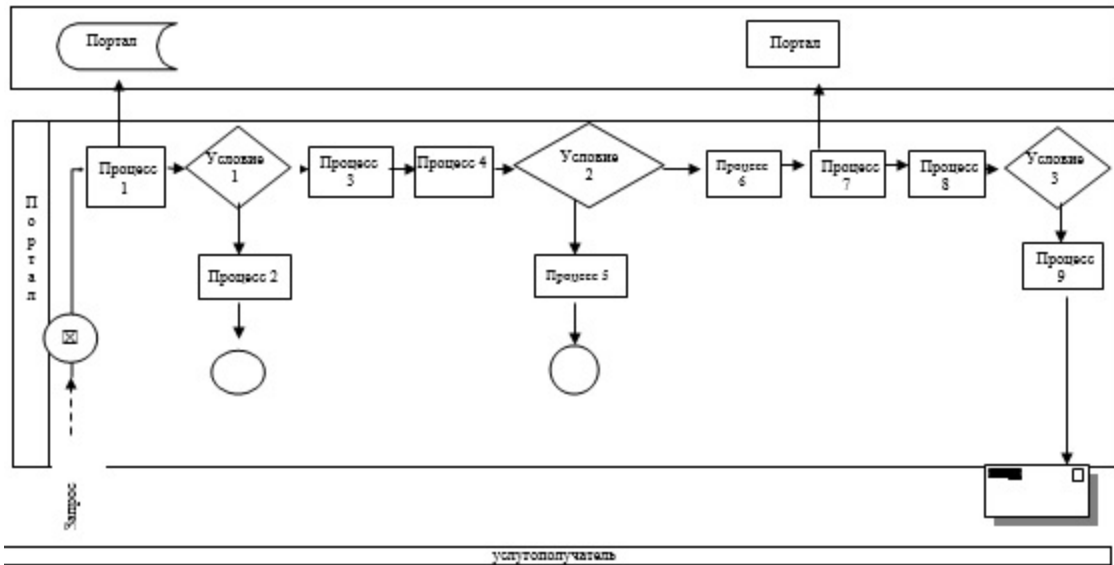 Портал
Портал
Процесс
1
Условие
1
Процесс
3
Процесс 4
Условие
2
Процесс
6
Процесс
7
Процесс
8
Условие
3
Портал
Процесс 2
Процесс 5
Процесс
9
Запрос
услугополучатель